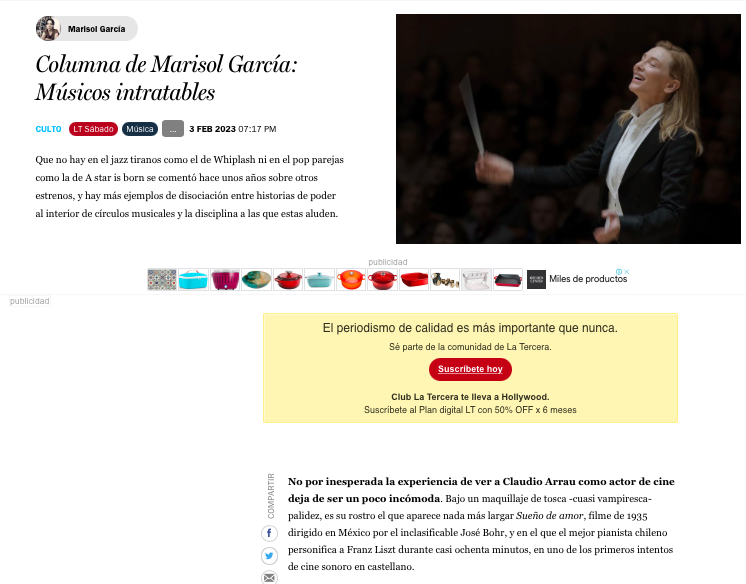 Marisol García
Columna de Marisol García:
Músicos intratables
CULTO LT Sábado Música ... 3 FEB 2023 07:17 PM
Que no hay en el jazz tiranos como el de Whiplash ni en el pop parejas
como la de A star is born se comentó hace unos años sobre otros
estrenos, y hay más ejemplos de disociación entre historias de poder
al interior de círculos musicales y la disciplina a las que estas aluden.
publicidad
Miles de productos
publicidad
El periodismo de calidad es más importante que nunca.
Sé parte de la comunidad de La Tercera.
Suscríbete hoy
Club La Tercera te lleva a Hollywood.
Suscríbete al Plan digital LT con 50% OFF x 6 meses
COMPARTIR
No por inesperada la experiencia de ver a Claudio Arrau como actor de cine
deja de ser un poco incómoda. Bajo un maquillaje de tosca -cuasi vampiresca-
palidez, es su rostro el que aparece nada más largar Sueño de amor, filme de 1935
dirigido en México por el inclasificable José Bohr, y en el que el mejor pianista chileno
personifica a Franz Liszt durante casi ochenta minutos, en uno de los primeros intentos
de cine sonoro en castellano.